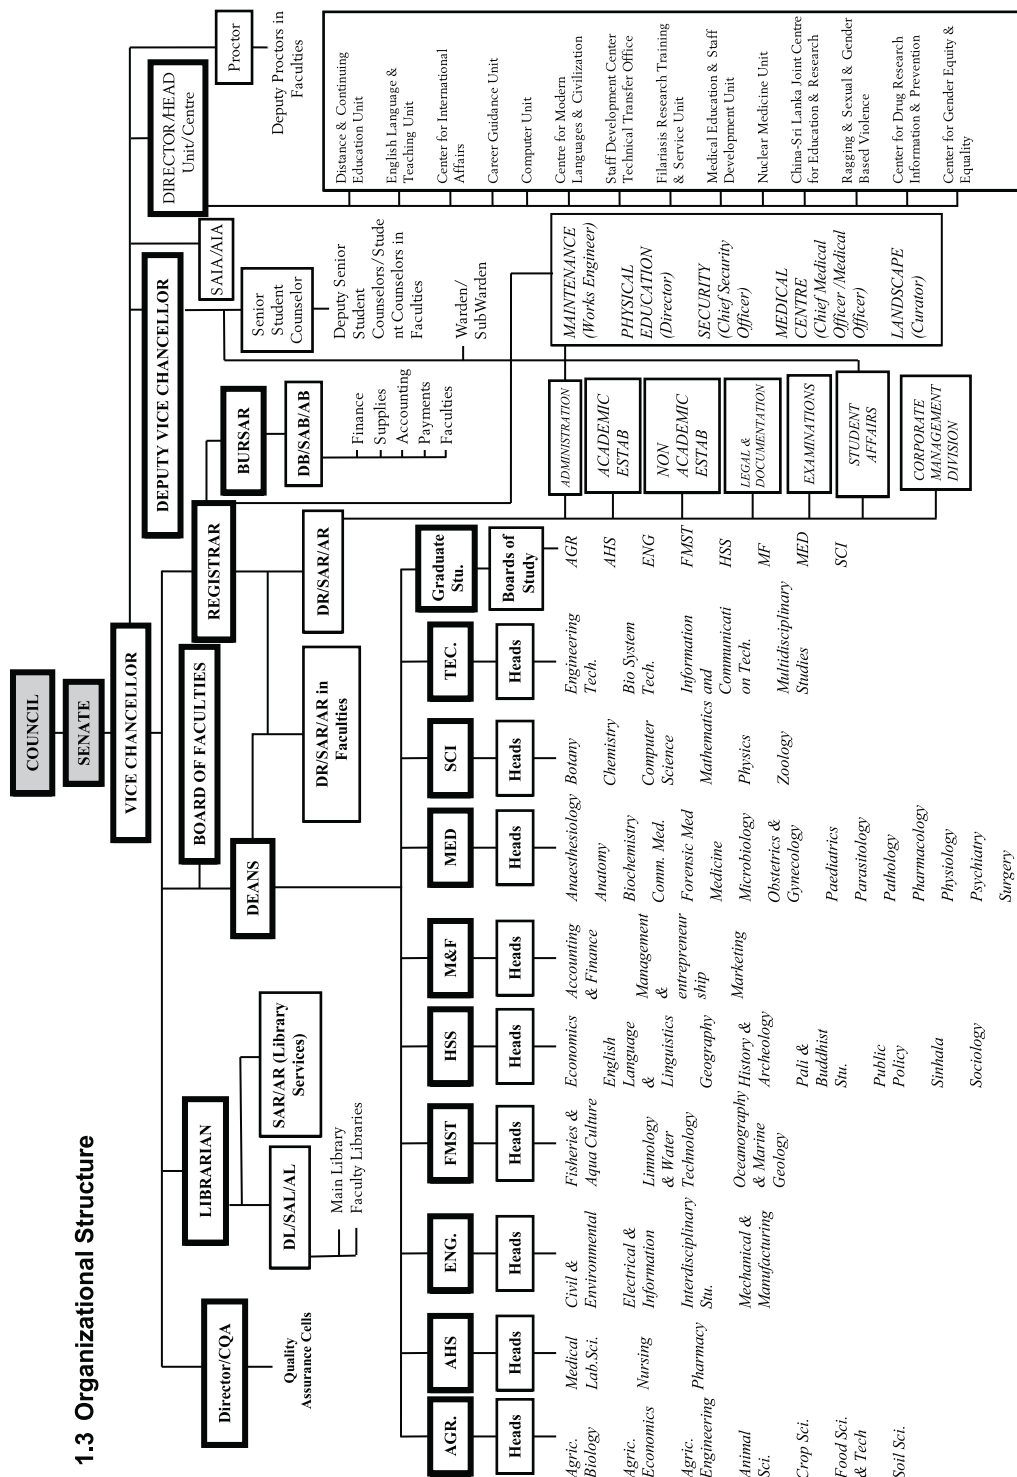 1.3 Organizational Structure
COUNCIL
SENATE
VICE CHANCELLOR
DEPUTY VICE CHANCELLOR
DIRECTOR/HEAD
Unit/Centre
Proctor
Deputy Proctors in
Faculties
SAIA/AIA
Senior
Student
Counselor
Deputy Senior
Student
Counselors/Stude
nt Counselors in
Faculties
Warden/
Sub Warden
Distance & Continuing
Education Unit
English Language &
Teaching Unit
Center for International
Affairs
Career Guidance Unit
Computer Unit
Centre for Modern
Languages & Civilization
Staff Development Center
Technical Transfer Office
Filariasis Research Training
& Service Unit
Medical Education & Staff
Development Unit
Nuclear Medicine Unit
China-Sri Lanka Joint Centre
for Education & Research
Ragging & Sexual & Gender
Based Violence
Center for Drug Research
Information & Prevention
Center for Gender Equity &
Equality
Director/CQA
Quality
Assurance Cells
LIBRARIAN
DL/SAL/AL
Main Library
Faculty Libraries
SAR/AR (Library
Services)
BOARD OF FACULTIES
DEANS
DR/SAR/AR in
Faculties
REGISTRAR
DR/SAR/AR
BURSAR
DB/SAB/AB
Finance
Supplies
Accounting
Payments
Faculties
ADMINISTRATION
ACADEMIC
ESTAB
NON
ACADEMIC
ESTAB
LEGAL &
DOCUMENTATION
EXAMINATIONS
STUDENT
AFFAIRS
CORPORATE
MANAGEMENT
DIVISION
MAINTENANCE
(Works Engineer)
PHYSICAL
EDUCATION
(Director)
SECURITY
(Chief Security
Officer)
MEDICAL
CENTRE
(Chief Medical
Officer /Medical
Officer)
LANDSCAPE
(Curator)
AGR.
Heads
Agric.
Biology
Agric.
Economics
Agric.
Engineering
Animal
Sci.
Crop Sci.
Food Sci.
& Tech
Soil Sci.
AHS
Heads
Medical
Lab.Sci.
Nursing
Pharmacy
ENG.
Heads
Civil &
Environmental
Electrical &
Information
Interdisciplinary
Stu.
Mechanical &
Manufacturing
FMST
Heads
Fisheries &
Aqua Culture
Limnology
& Water
Technology
Oceanography
& Marine
Geology
HSS
Heads
Economics
English
Language
&
Linguistics
Geography
History &
Archeology
Pali &
Buddhist
Stu.
Public
Policy
Sinhala
Sociology
M&F
Heads
Accounting
& Finance
Management
&
entrepreneur
ship
Marketing
MED
Heads
Anaesthesiology
Anatomy
Biochemistry
Comm. Med.
Forensic Med
Medicine
Microbiology
Obstetrics &
Gynecology
Paediatrics
Parasitology
Pathology
Pharmacology
Physiology
Psychiatry
Surgery
SCI
Heads
Botany
Chemistry
Computer
Science
Mathematics
Physics
Zoology
TEC.
Heads
Engineering
Tech.
Bio System
Tech.
Information
and
Communicati
on Tech.
Multidisciplinary
Studies
Graduate
Stu.
Boards of
Study
AGR
AHS
ENG
FMST
HSS
MF
MED
SCI